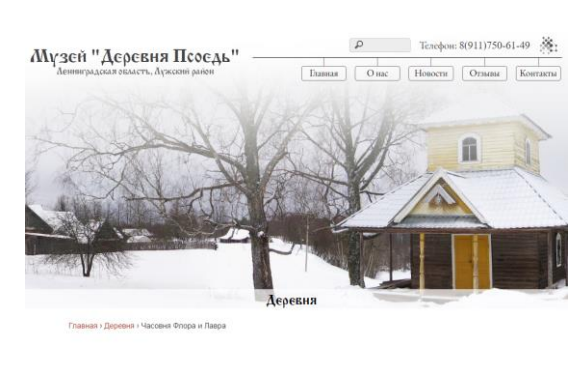 Музей "Деревня Псоедь"
Ленинградская область, Лужский район
Телефон: 8(911)750-61-49
Главная
О нас
Новости
Отзывы
Контакты
Деревня
Главная › Деревня › Часовня Флора и Лавра